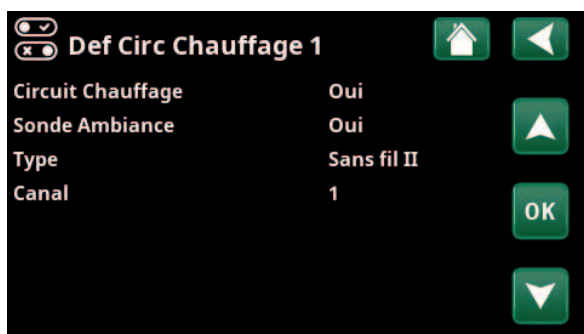 Def Circ Chauffage 1
Circuit Chauffage Oui
Sonde Ambiance Oui
Type Sans fil II
Canal 1
OK